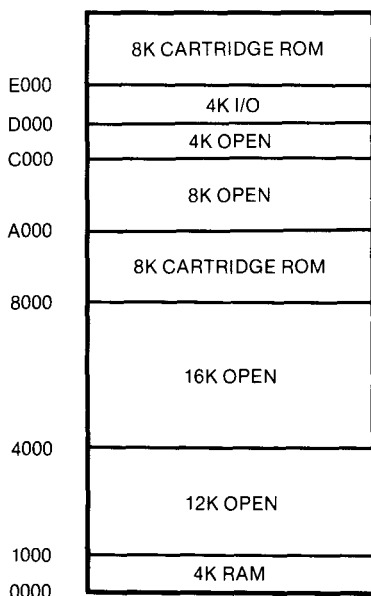 8K CARTRIDGE ROM
E000
4K I/O
D000
4K OPEN
C000
8K OPEN
A000
8K CARTRIDGE ROM
8000
16K OPEN
4000
12K OPEN
1000
4K RAM
0000